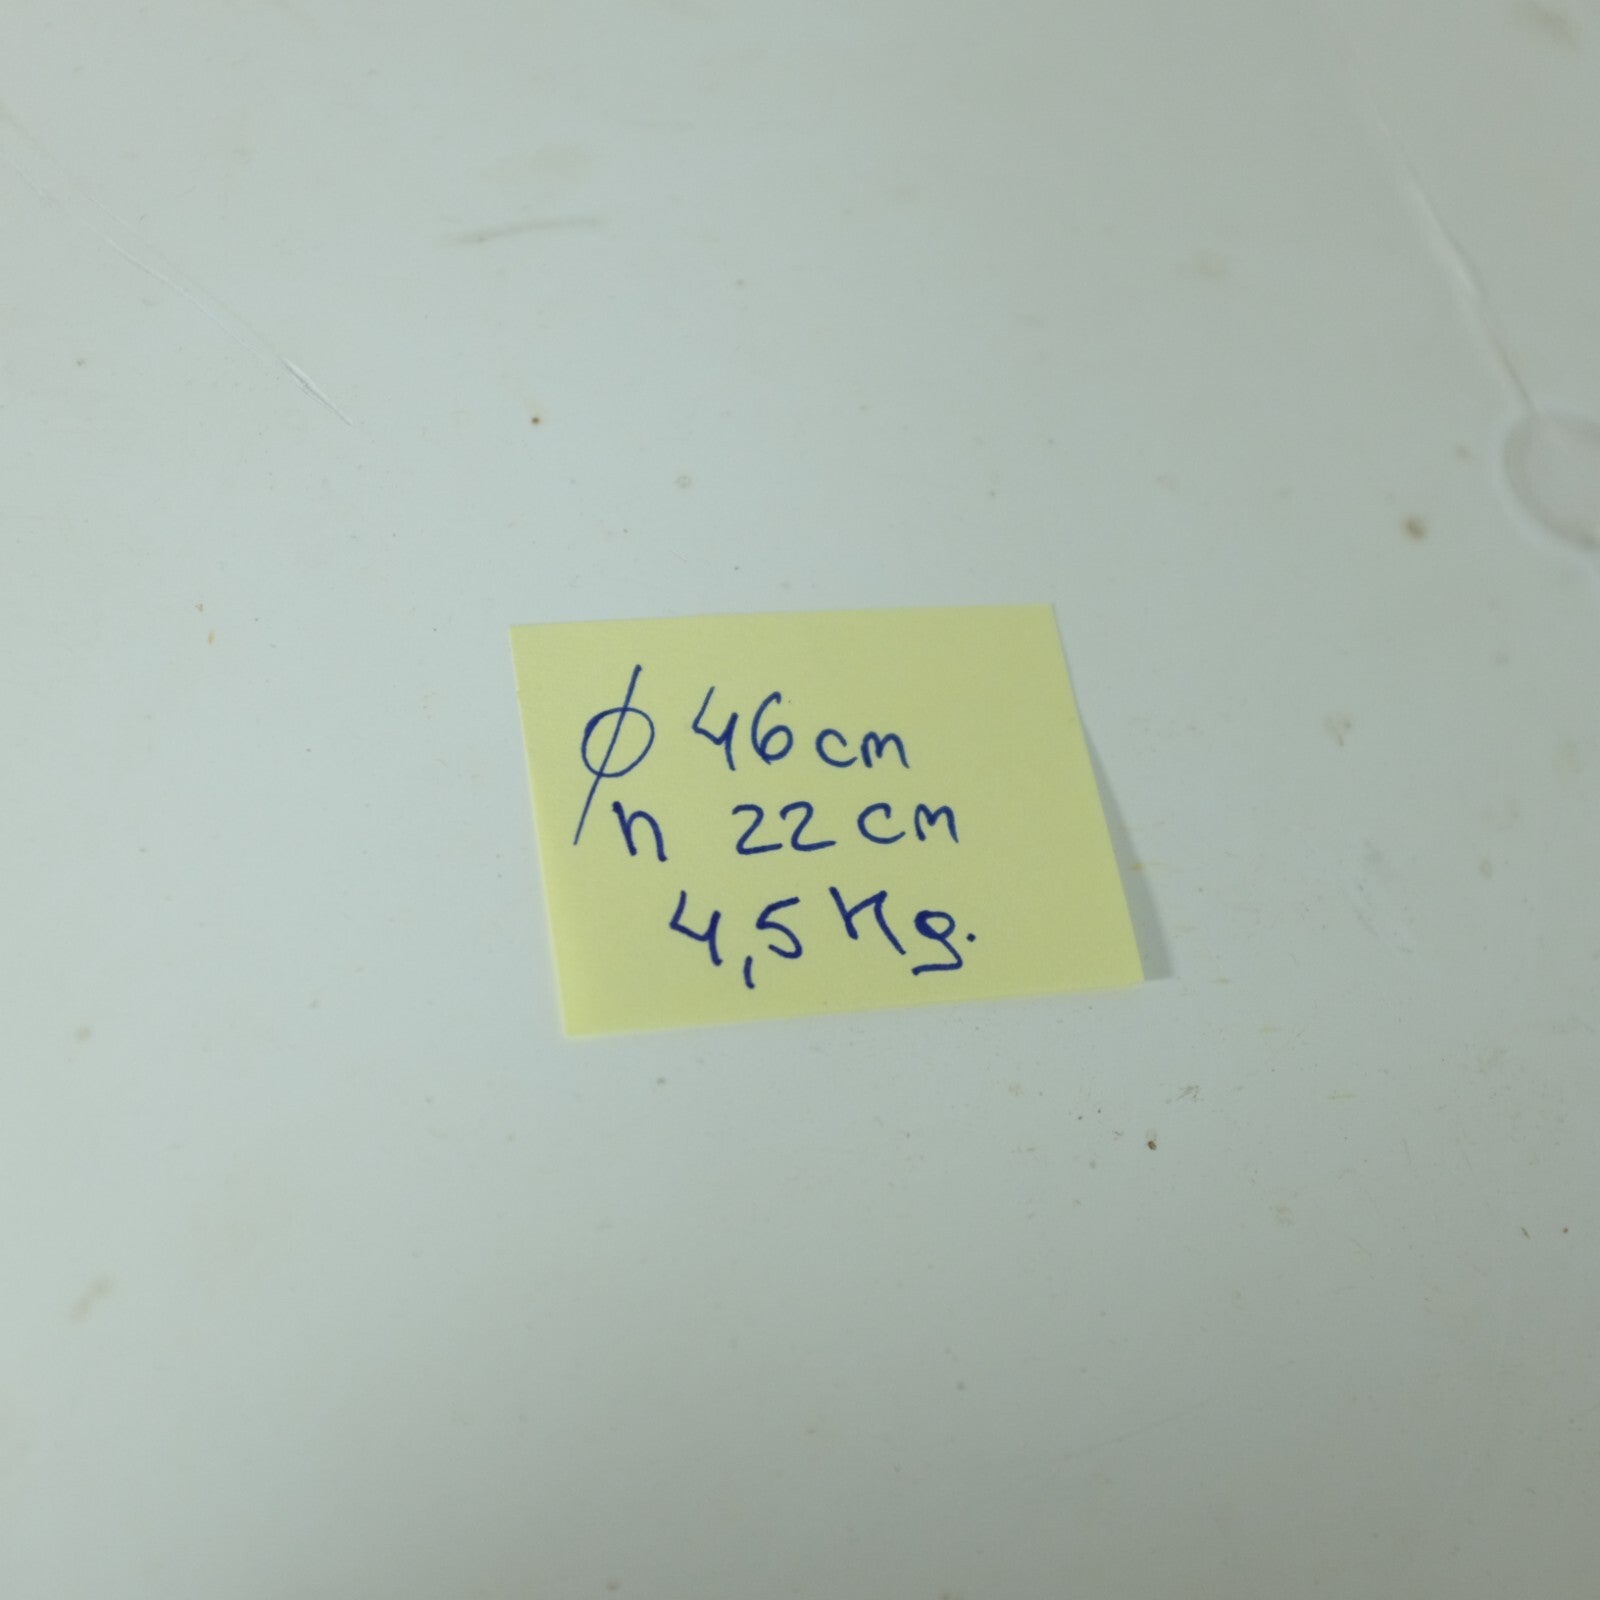 ø 46 cm
h 22 cm
4,5 Kg.